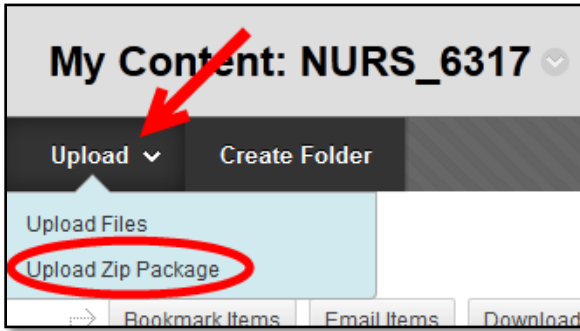 My Content: NURS_6317
Upload Create Folder
Upload Files
Upload Zip Package
Bookmark Items Email Items Download